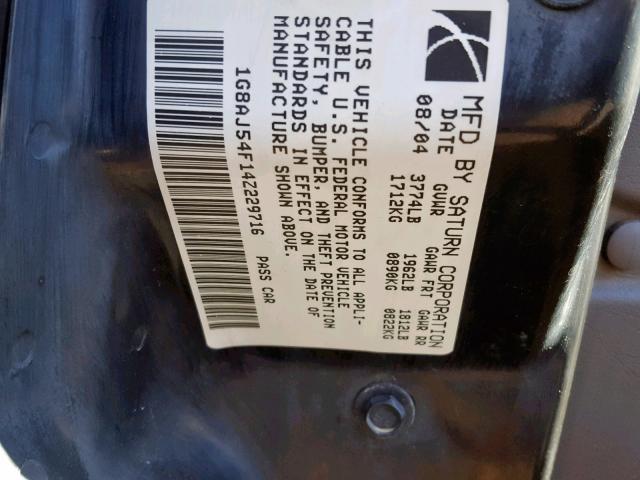 MFD BY SATURN CORPORATION
DATE GVWR GAWR FRT GAWR RR
08/04 3774LB 1962LB 1812LB
1712KG 0890KG 0822KG
THIS VEHICLE CONFORMS TO ALL APPLI-
CABLE U.S. FEDERAL MOTOR VEHICLE
SAFETY, BUMPER, AND THEFT PREVENTION
STANDARDS IN EFFECT ON THE DATE OF
MANUFACTURE SHOWN ABOVE.
1G8AJ54F14Z229716 PASS CAR